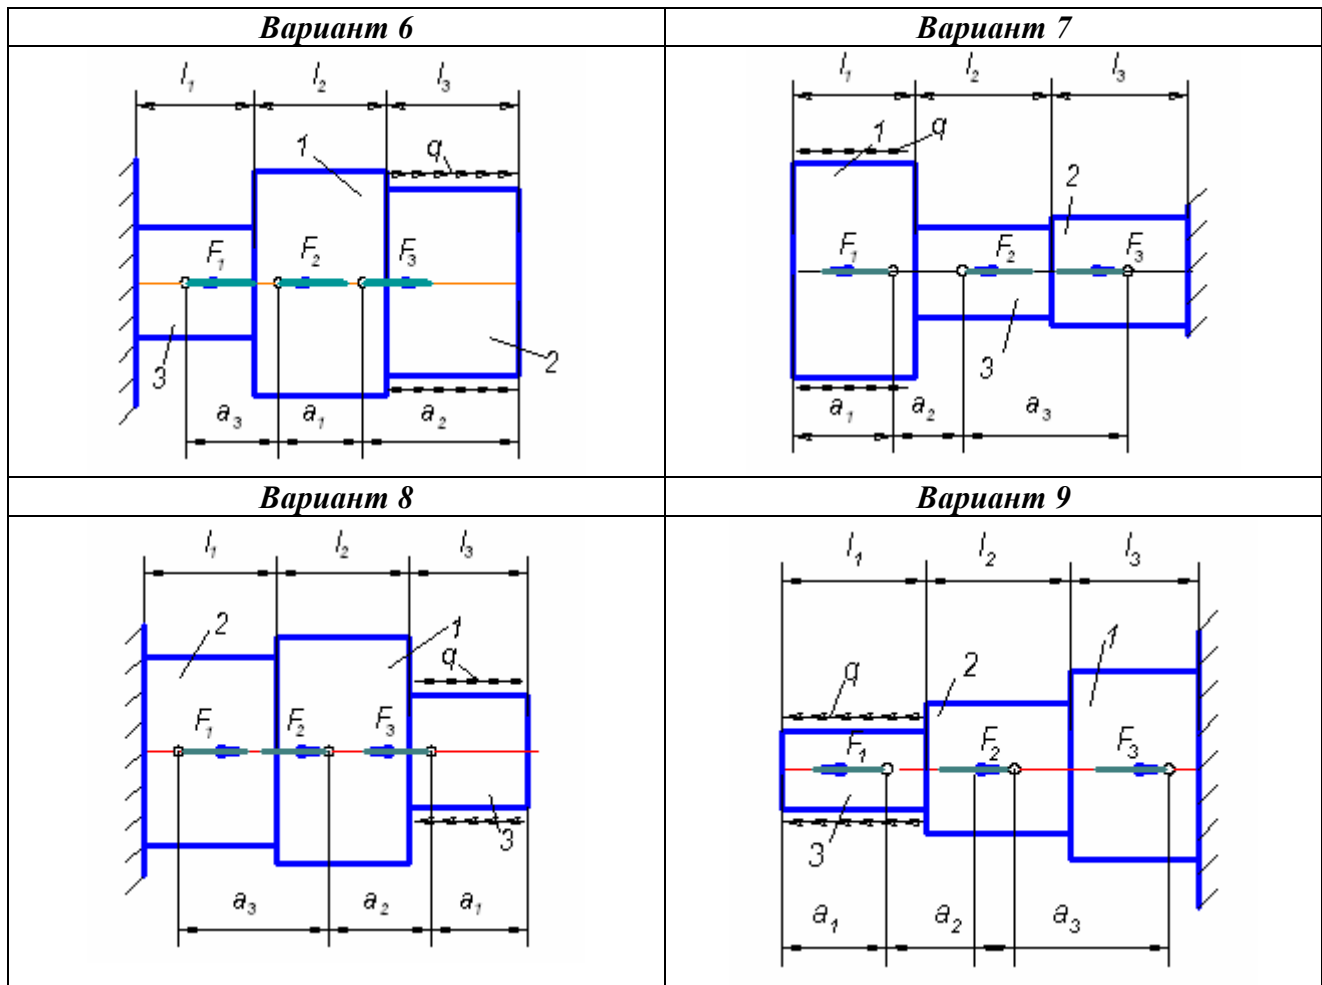 Вариант 6
l₁ l₂ l₃
1
q
F₁ F₂ F₃
3
2
a₃ a₁ a₂
Вариант 7
l₁ l₂ l₃
1 q
2
F₁ F₂ F₃
3
a₁ a₂ a₃
Вариант 8
l₁ l₂ l₃
2 1
q
F₁ F₂ F₃
3
a₃ a₂ a₁
Вариант 9
l₁ l₂ l₃
1
q 2
F₁ F₂ F₃
3
a₁ a₂ a₃